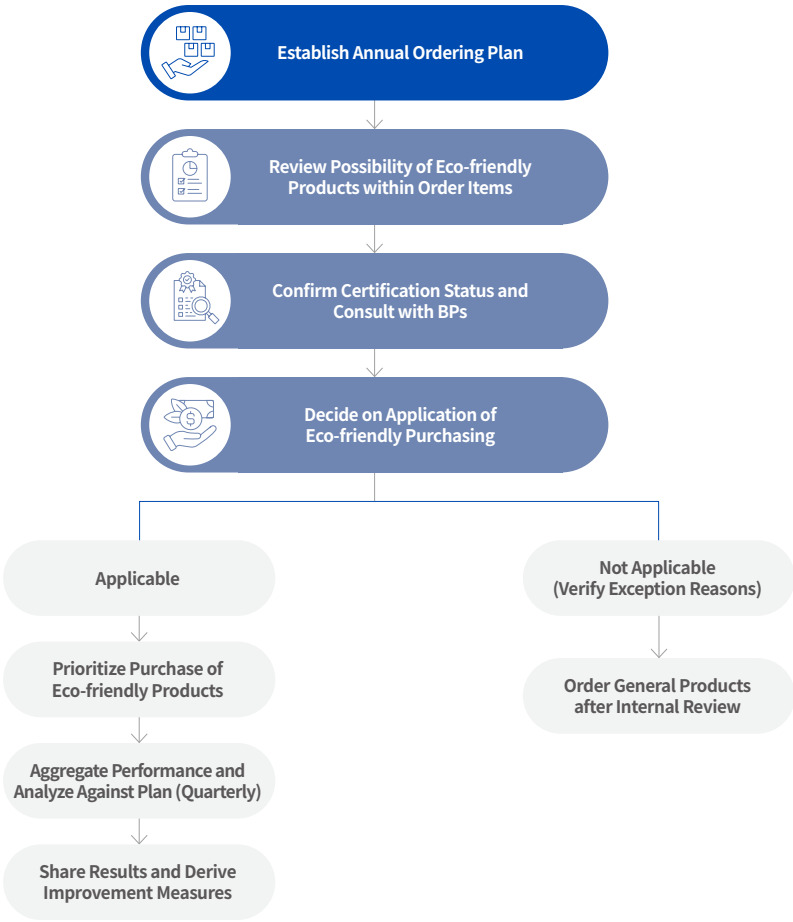 Establish Annual Ordering Plan
Review Possibility of Eco-friendly
Products within Order Items
Confirm Certification Status and
Consult with BPs
$
Decide on Application of
Eco-friendly Purchasing
Applicable
Not Applicable
(Verify Exception Reasons)
Prioritize Purchase of
Eco-friendly Products
Order General Products
after Internal Review
Aggregate Performance and
Analyze Against Plan (Quarterly)
Share Results and Derive
Improvement Measures